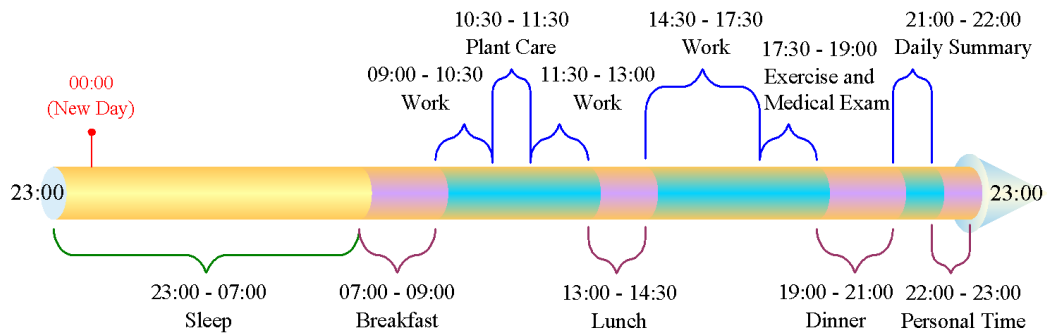 10:30 - 11:30
Plant Care
14:30 - 17:30
Work
21:00 - 22:00
Daily Summary
09:00 - 10:30
Work
11:30 - 13:00
Work
17:30 - 19:00
Exercise and
Medical Exam
00:00
(New Day)
23:00
23:00
23:00 - 07:00
Sleep
07:00 - 09:00
Breakfast
13:00 - 14:30
Lunch
19:00 - 21:00
Dinner
22:00 - 23:00
Personal Time